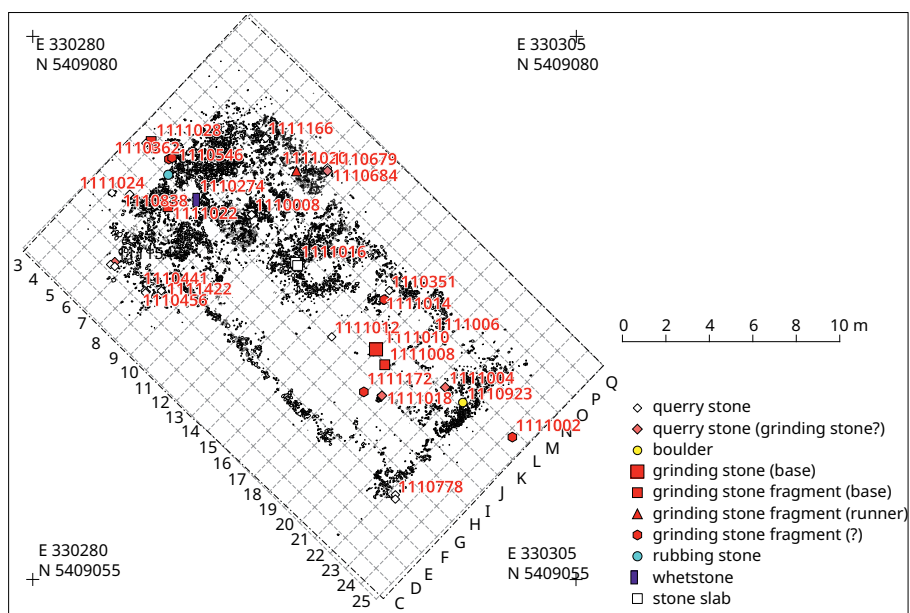 E 330280
N 5409080
E 330305
N 5409080
1111028
1111166
1110362
1110546
1110679
1110684
1111024
1110274
1110838
1111022
1110008
1111016
1110441
1111422
1110456
1110351
1111014
1111012
1111006
1111010
1111008
1111172
1111004
1111018
1110923
1111002
1110778
3
4
5
6
7
8
9
10
11
12
13
14
15
16
17
18
19
20
21
22
23
24
25
C
D
E
F
G
H
I
J
K
L
M
N
O
P
Q
0 2 4 6 8 10 m
querry stone
querry stone (grinding stone?)
boulder
grinding stone (base)
grinding stone fragment (base)
grinding stone fragment (runner)
grinding stone fragment (?)
rubbing stone
whetstone
stone slab
E 330280
N 5409055
E 330305
N 5409055